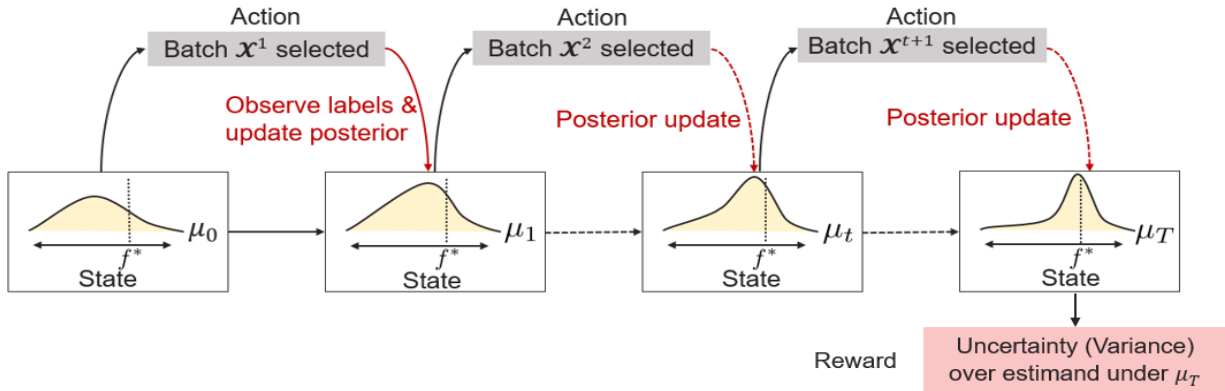 Action
Action
Action
Batch 𝒙¹ selected
Batch 𝒙² selected
Batch 𝒙ᵗ⁺¹ selected
Observe labels &
update posterior
Posterior update
Posterior update
μ₀
μ₁
μₜ
μ_T
f*
f*
f*
f*
State
State
State
State
Reward
Uncertainty (Variance)
over estimand under μ_T